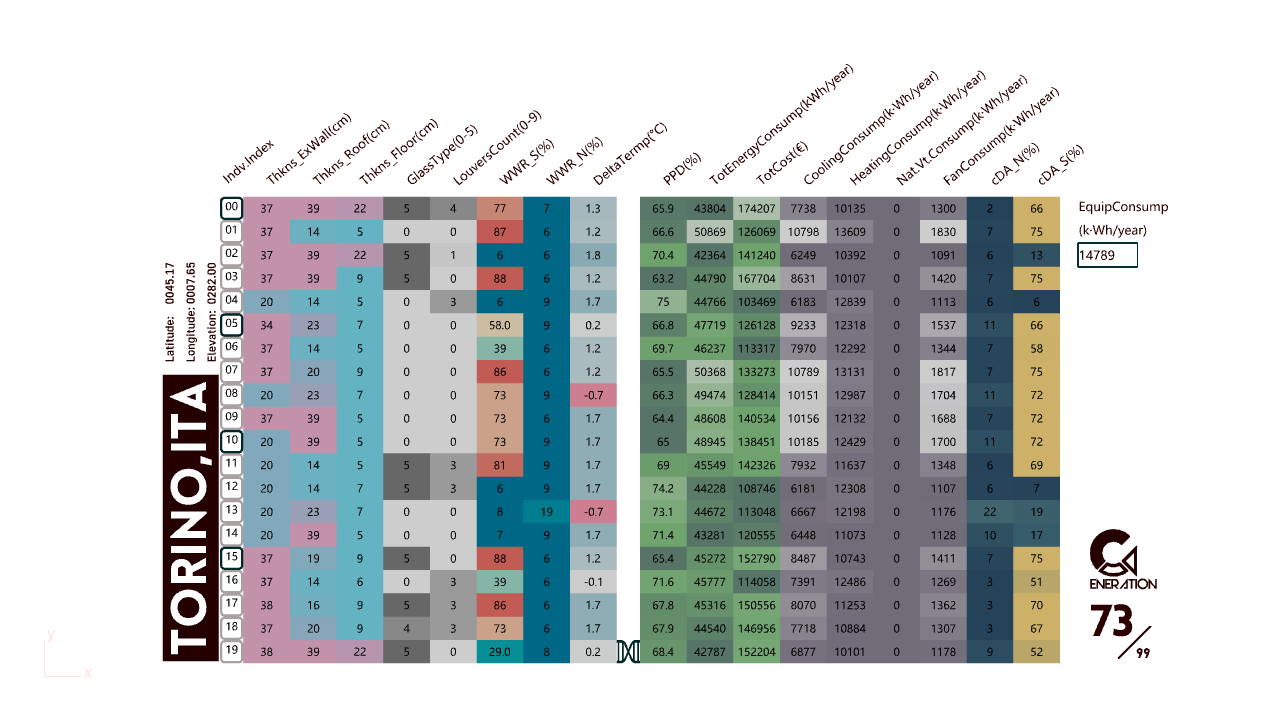 Indv.Index Thkns_ExWall(cm) Thkns_Roof(cm) Thkns_Floor(cm) GlassType(0-5) LouversCount(0-9) WWR_S(%) WWR_N(%) DeltaTermp(°C) PPD(%) TotEnergyConsump(kWh/year) TotCost(€) CoolingConsump(k·Wh/year) HeatingConsump(k·Wh/year) Nat.Vt.Consump(k·Wh/year) FanConsump(k·Wh/year) cDA_N(%) cDA_S(%)
00 37 39 22 5 4 77 7 1.3 65.9 43804 174207 7738 10135 0 1300 2 66
01 37 14 5 0 0 87 6 1.2 66.6 50869 126069 10798 13609 0 1830 7 75
02 37 39 22 5 1 6 6 1.8 70.4 42364 141240 6249 10392 0 1091 6 13
03 37 39 9 5 0 88 6 1.2 63.2 44790 167704 8631 10107 0 1420 7 75
04 20 14 5 0 3 6 9 1.7 75 44766 103469 6183 12839 0 1113 6 6
05 34 23 7 0 0 58.0 9 0.2 66.8 47719 126128 9233 12318 0 1537 11 66
06 37 14 5 0 0 39 6 1.2 69.7 46237 113317 7970 12292 0 1344 7 58
07 37 20 9 0 0 86 6 1.2 65.5 50368 133273 10789 13131 0 1817 7 75
08 20 23 7 0 0 73 9 -0.7 66.3 49474 128414 10151 12987 0 1704 11 72
09 37 39 5 0 0 73 6 1.7 64.4 48608 140534 10156 12132 0 1688 7 72
10 20 39 5 0 0 73 9 1.7 65 48945 138451 10185 12429 0 1700 11 72
11 20 14 5 5 3 81 9 1.7 69 45549 142326 7932 11637 0 1348 6 69
12 20 14 7 5 3 6 9 1.7 74.2 44228 108746 6181 12308 0 1107 6 7
13 20 23 7 0 0 8 19 -0.7 73.1 44672 113048 6667 12198 0 1176 22 19
14 20 39 5 0 0 7 9 1.7 71.4 43281 120555 6448 11073 0 1128 10 17
15 37 19 9 5 0 88 6 1.2 65.4 45272 152790 8487 10743 0 1411 7 75
16 37 14 6 0 3 39 6 -0.1 71.6 45777 114058 7391 12486 0 1269 3 51
17 38 16 9 5 3 86 6 1.7 67.8 45316 150556 8070 11253 0 1362 3 70
18 37 20 9 4 3 73 6 1.7 67.9 44540 146956 7718 10884 0 1307 3 67
19 38 39 22 5 0 29.0 8 0.2 68.4 42787 152204 6877 10101 0 1178 9 52
Latitude: 0045.17
Longitude: 0007.65
Elevation: 0282.00
TORINO,ITA
EquipConsump
(k·Wh/year)
14789
ENERATION
73/99
y
x